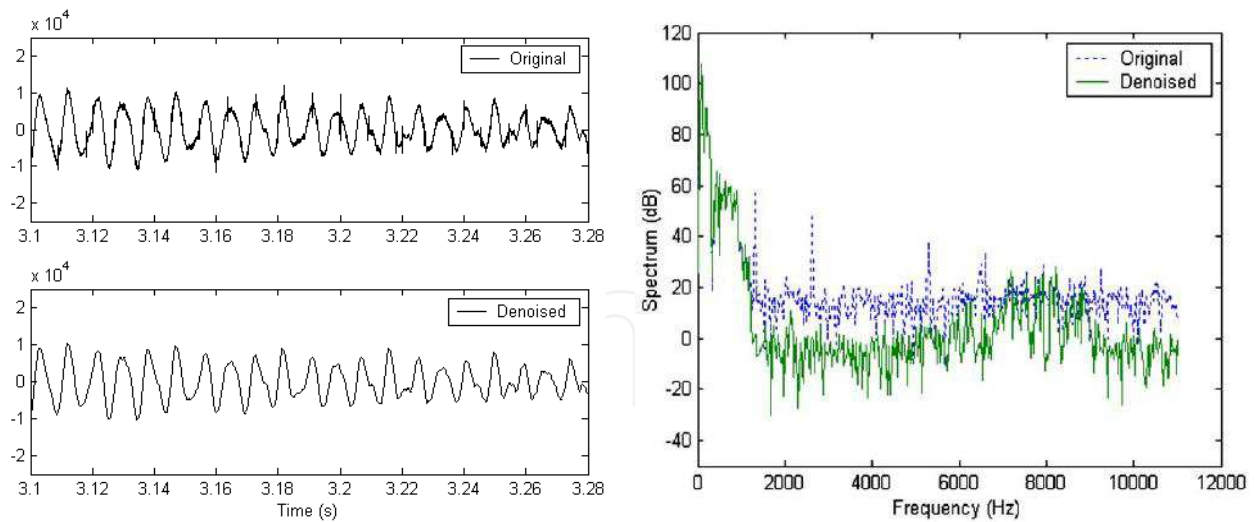 x 10^4
2
1
0
-1
-2
Original
3.1 3.12 3.14 3.16 3.18 3.2 3.22 3.24 3.26 3.28
x 10^4
2
1
0
-1
-2
Denoised
3.1 3.12 3.14 3.16 3.18 3.2 3.22 3.24 3.26 3.28
Time (s)
120
100
80
60
40
20
0
-20
-40
Spectrum (dB)
Original
Denoised
0 2000 4000 6000 8000 10000 12000
Frequency (Hz)